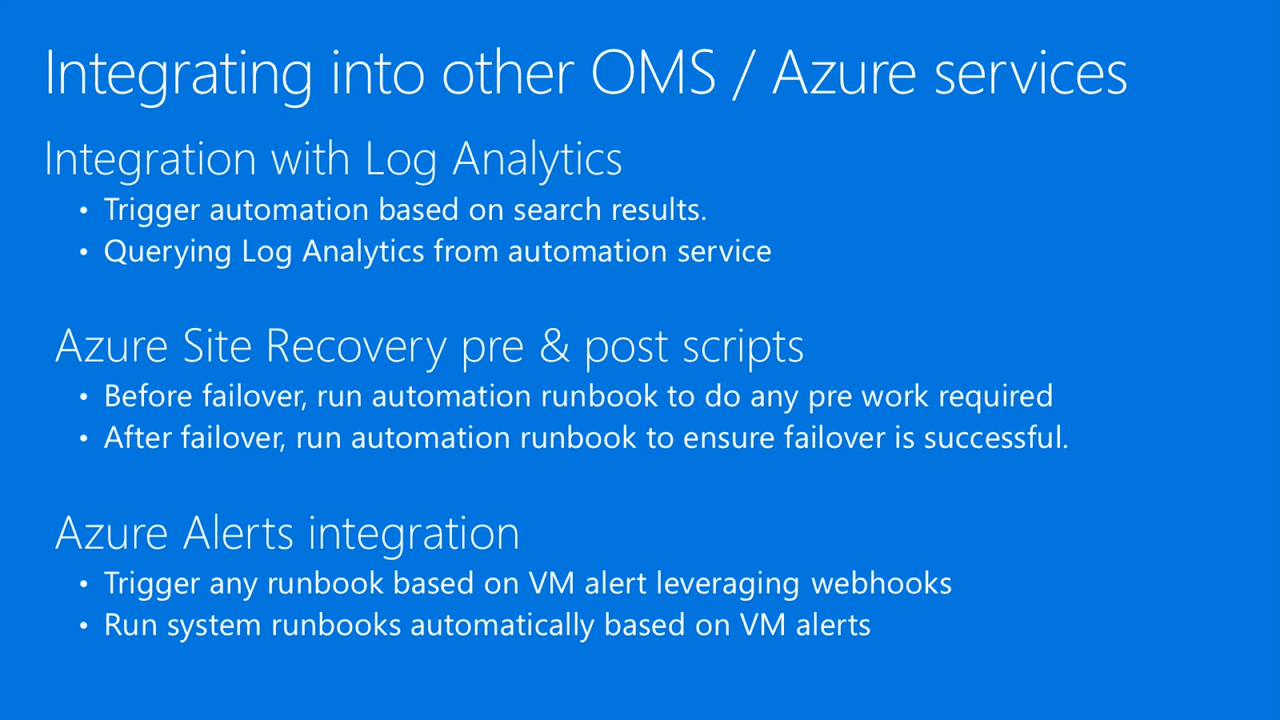 Integrating into other OMS / Azure services
Integration with Log Analytics
• Trigger automation based on search results.
• Querying Log Analytics from automation service
Azure Site Recovery pre & post scripts
• Before failover, run automation runbook to do any pre work required
• After failover, run automation runbook to ensure failover is successful.
Azure Alerts integration
• Trigger any runbook based on VM alert leveraging webhooks
• Run system runbooks automatically based on VM alerts